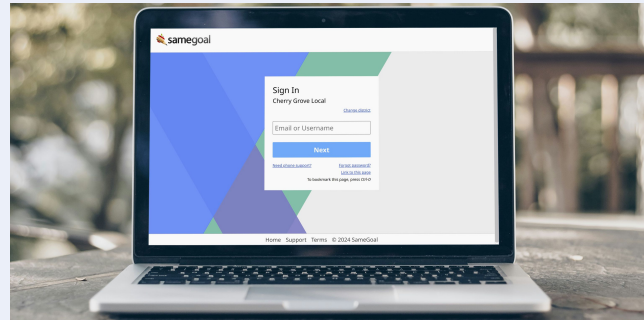 samegoal
Sign In
Cherry Grove Local
Change district
Email or Username
Next
Need chains support? Forgot password?
Link to this page
To bookmark this page, press Ctrl-D
Home Support Terms © 2024 SameGoal